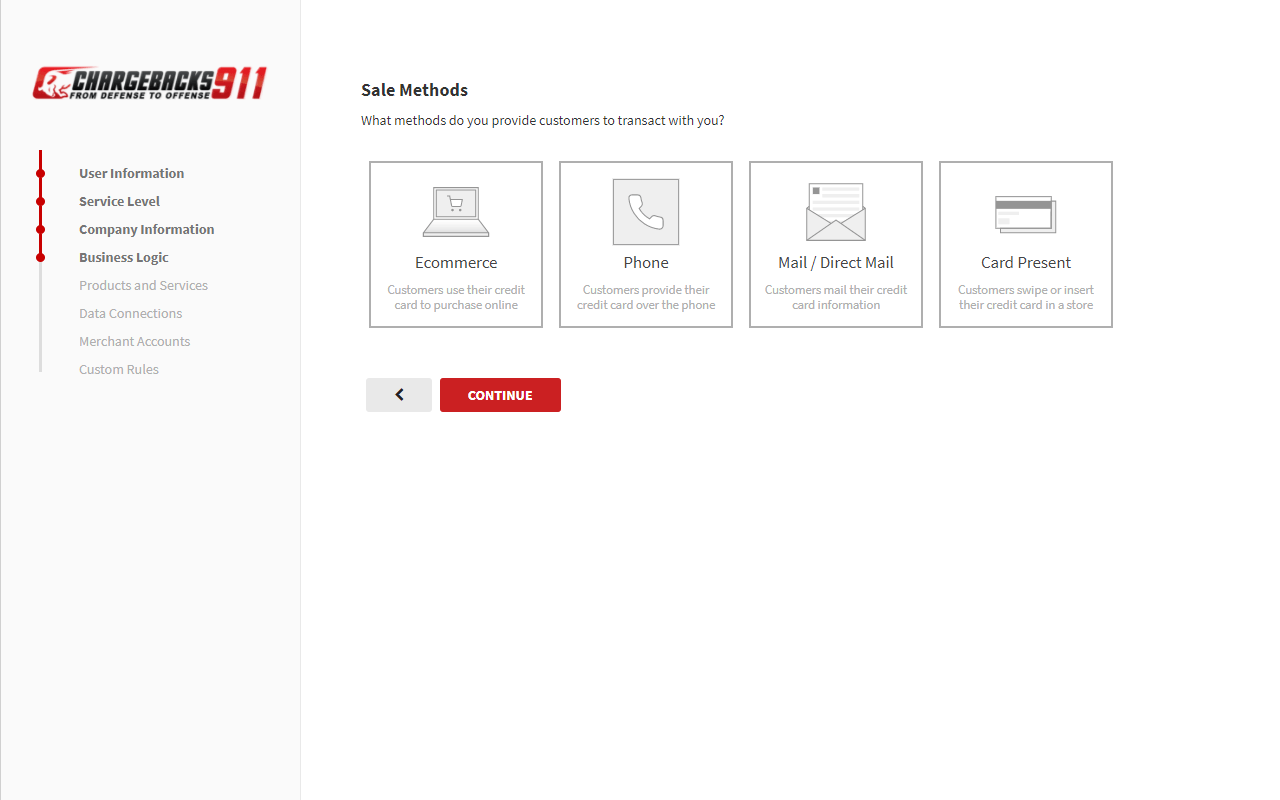 CHARGEBACKS911
FROM DEFENSE TO OFFENSE
User Information
Service Level
Company Information
Business Logic
Products and Services
Data Connections
Merchant Accounts
Custom Rules
Sale Methods
What methods do you provide customers to transact with you?
Ecommerce
Customers use their credit
card to purchase online
Phone
Customers provide their
credit card over the phone
Mail / Direct Mail
Customers mail their credit
card information
Card Present
Customers swipe or insert
their credit card in a store
CONTINUE